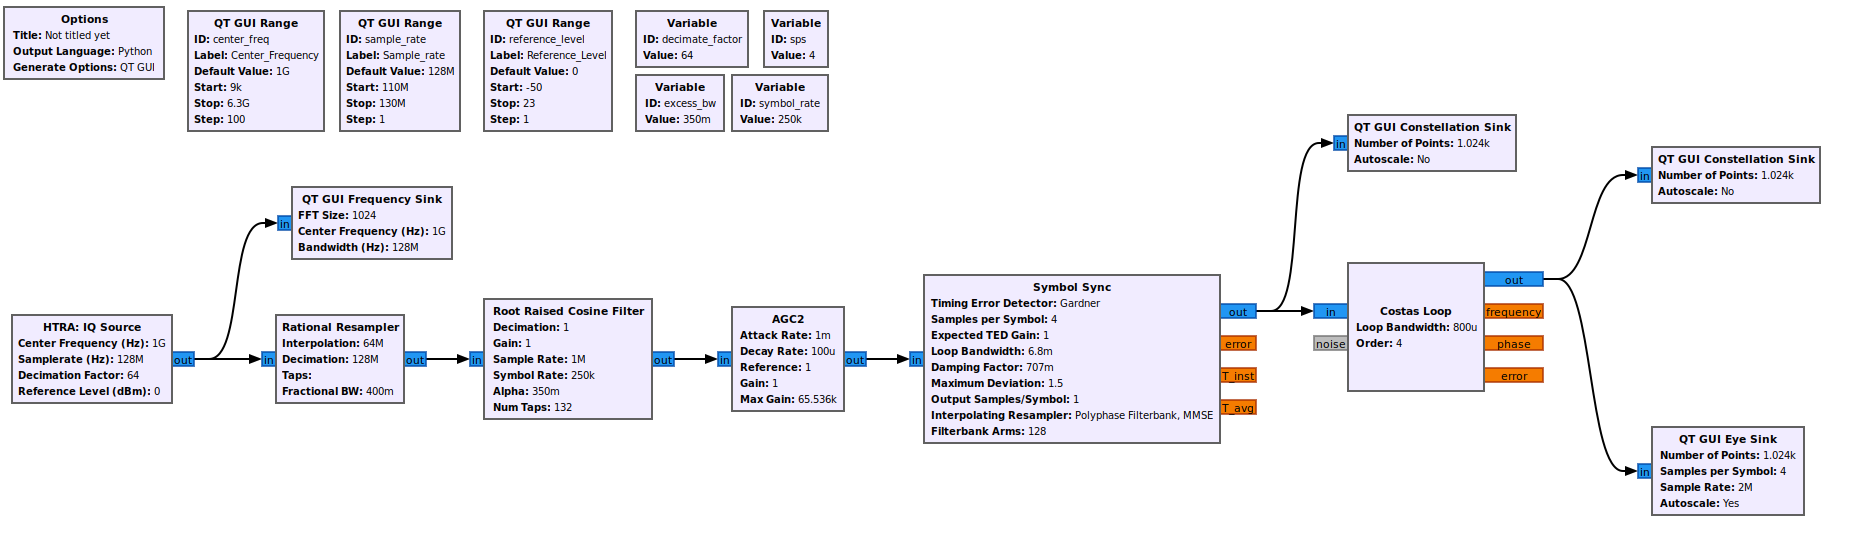 Options
Title: Not titled yet
Output Language: Python
Generate Options: QT GUI
QT GUI Range
ID: center_freq
Label: Center_Frequency
Default Value: 1G
Start: 9k
Stop: 6.3G
Step: 100
QT GUI Range
ID: sample_rate
Label: Sample_rate
Default Value: 128M
Start: 110M
Stop: 130M
Step: 1
QT GUI Range
ID: reference_level
Label: Reference_Level
Default Value: 0
Start: -50
Stop: 23
Step: 1
Variable
ID: decimate_factor
Value: 64
Variable
ID: sps
Value: 4
Variable
ID: excess_bw
Value: 350m
Variable
ID: symbol_rate
Value: 250k
QT GUI Frequency Sink
FFT Size: 1024
Center Frequency (Hz): 1G
Bandwidth (Hz): 128M
in
HTRA: IQ Source
Center Frequency (Hz): 1G
Samplerate (Hz): 128M
Decimation Factor: 64
Reference Level (dBm): 0
out
in
Rational Resampler
Interpolation: 64M
Decimation: 128M
Taps:
Fractional BW: 400m
out
in
Root Raised Cosine Filter
Decimation: 1
Gain: 1
Sample Rate: 1M
Symbol Rate: 250k
Alpha: 350m
Num Taps: 132
out
in
AGC2
Attack Rate: 1m
Decay Rate: 100u
Reference: 1
Gain: 1
Max Gain: 65.536k
out
in
Symbol Sync
Timing Error Detector: Gardner
Samples per Symbol: 4
Expected TED Gain: 1
Loop Bandwidth: 6.8m
Damping Factor: 707m
Maximum Deviation: 1.5
Output Samples/Symbol: 1
Interpolating Resampler: Polyphase Filterbank, MMSE
Filterbank Arms: 128
out
error
T_inst
T_avg
in
QT GUI Constellation Sink
Number of Points: 1.024k
Autoscale: No
in
noise
Costas Loop
Loop Bandwidth: 800u
Order: 4
out
frequency
phase
error
in
QT GUI Constellation Sink
Number of Points: 1.024k
Autoscale: No
in
QT GUI Eye Sink
Number of Points: 1.024k
Samples per Symbol: 4
Sample Rate: 2M
Autoscale: Yes